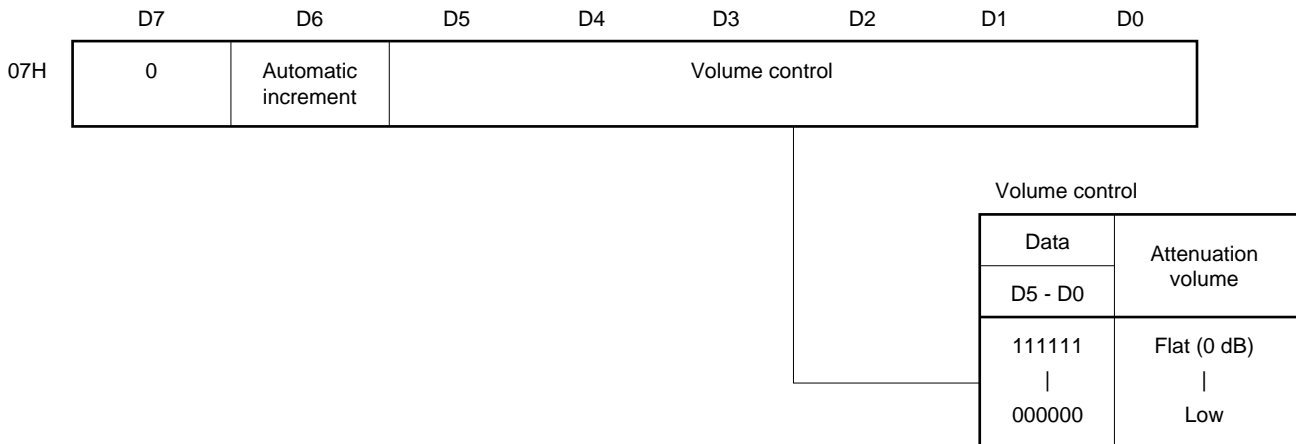 D7 D6 D5 D4 D3 D2 D1 D0
07H 0 Automatic increment Volume control
Volume control
Data Attenuation volume
D5 - D0
111111 Flat (0 dB)
| |
000000 Low